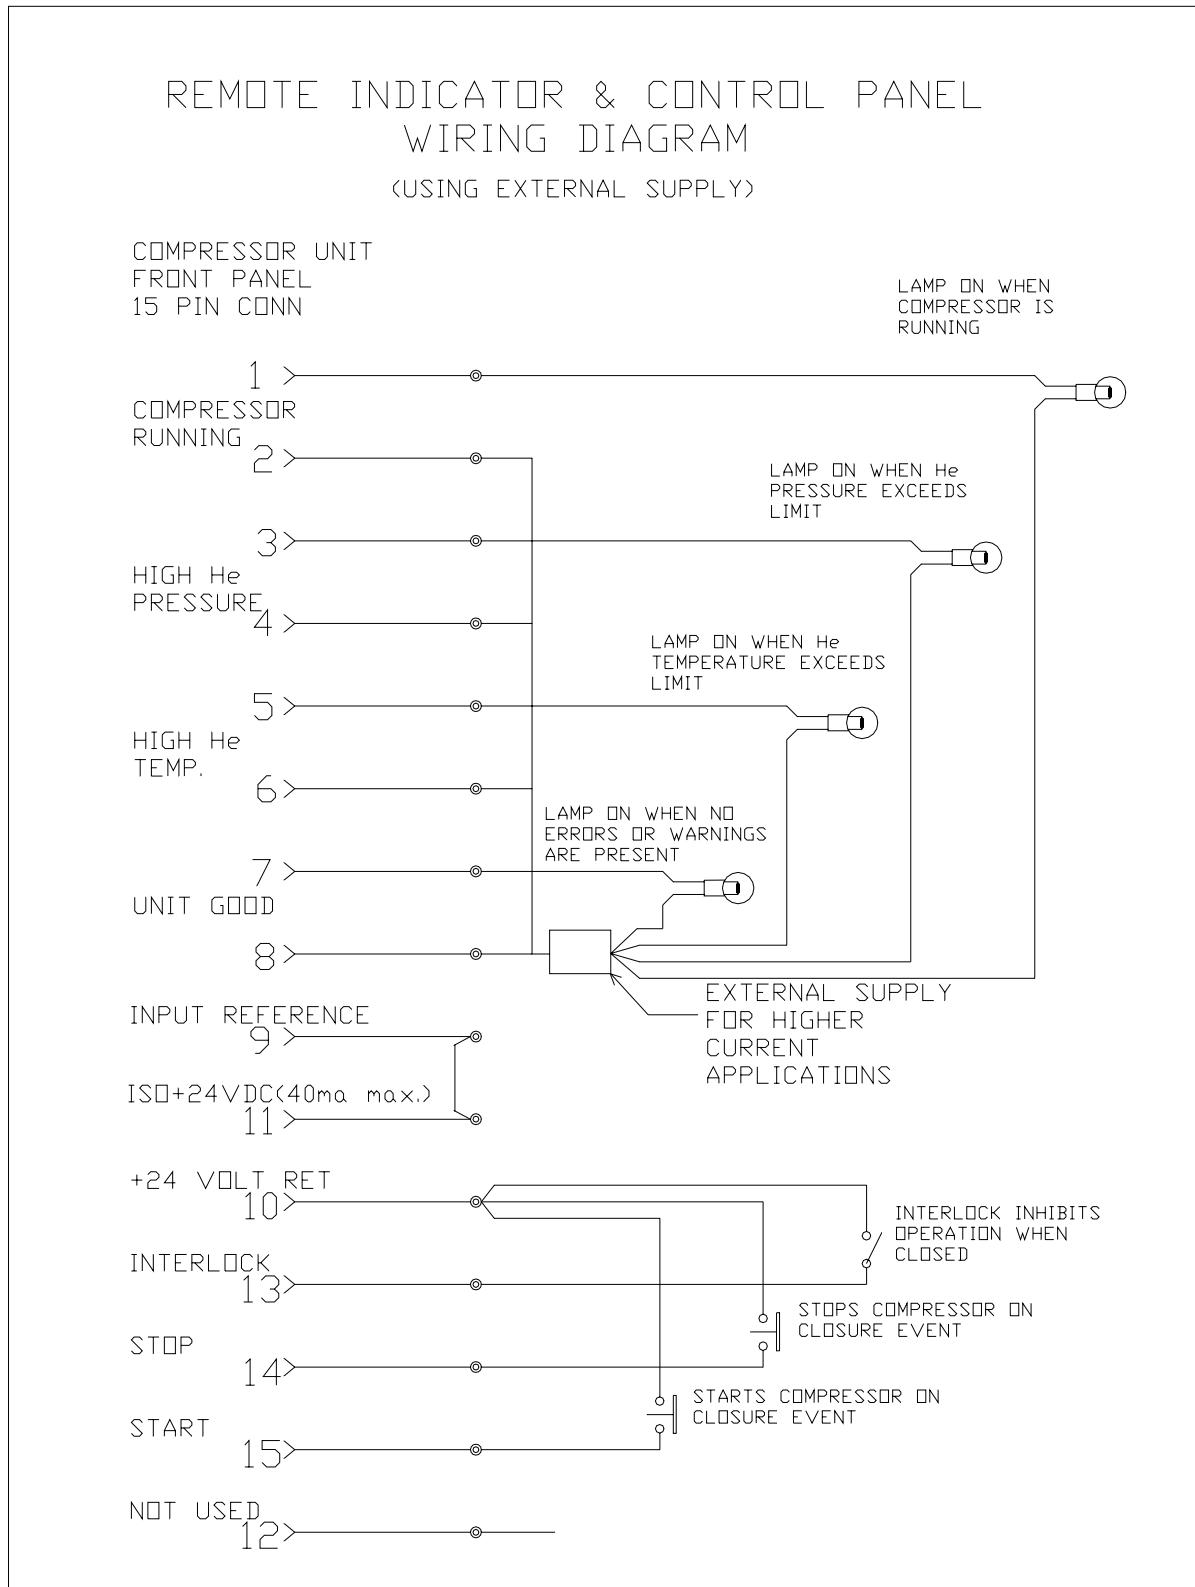 REMOTE INDICATOR & CONTROL PANEL
WIRING DIAGRAM
(USING EXTERNAL SUPPLY)
COMPRESSOR UNIT
FRONT PANEL
15 PIN CONN
LAMP ON WHEN
COMPRESSOR IS
RUNNING
1
COMPRESSOR
RUNNING
2
LAMP ON WHEN He
PRESSURE EXCEEDS
LIMIT
3
HIGH He
PRESSURE
4
LAMP ON WHEN He
TEMPERATURE EXCEEDS
LIMIT
5
HIGH He
TEMP.
6
LAMP ON WHEN NO
ERRORS OR WARNINGS
ARE PRESENT
7
UNIT GOOD
8
EXTERNAL SUPPLY
FOR HIGHER
CURRENT
APPLICATIONS
INPUT REFERENCE
9
ISO+24VDC(40ma max.)
11
+24 VOLT RET
10
INTERLOCK INHIBITS
OPERATION WHEN
CLOSED
INTERLOCK
13
STOPS COMPRESSOR ON
CLOSURE EVENT
STOP
14
STARTS COMPRESSOR ON
CLOSURE EVENT
START
15
NOT USED
12